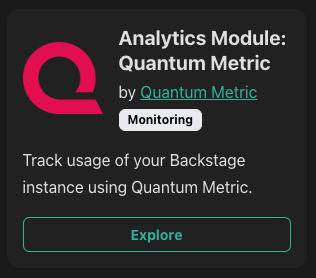 Analytics Module:
Quantum Metric
by Quantum Metric
Monitoring
Track usage of your Backstage
instance using Quantum Metric.
Explore